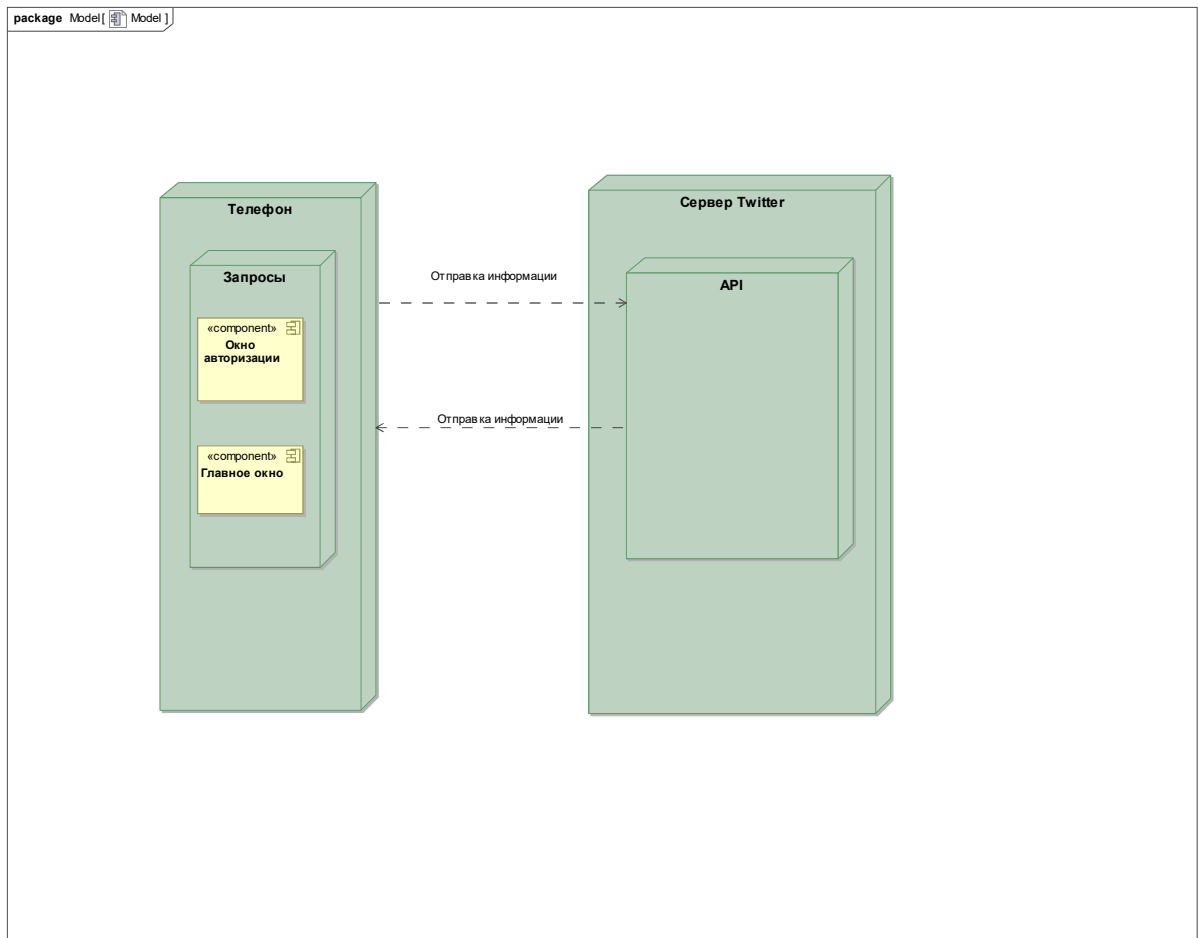 package Model [ Model ]
Телефон
Запросы
«component»
Окно
авторизации
«component»
Главное окно
Отправка информации
Отправка информации
Сервер Twitter
API